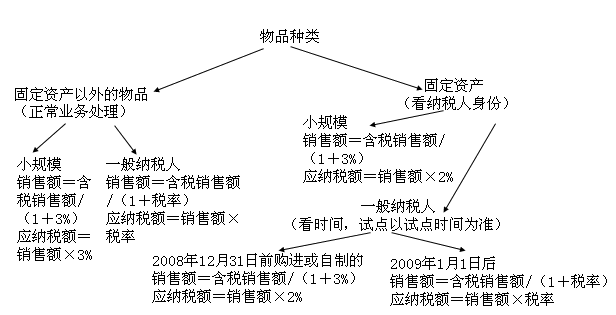 物品种类
固定资产以外的物品
(正常业务处理)
固定资产
(看纳税人身份)
小规模
销售额=含
税销售额/
(1+3%)
应纳税额=
销售额×3%
一般纳税人
销售额=含税销售额
/(1+税率)
应纳税额=销售额×
税率
小规模
销售额=含税销售额/
(1+3%)
应纳税额=销售额×2%
一般纳税人
(看时间,试点以试点时间为准)
2008年12月31日前购进或自制的
销售额=含税销售额/(1+3%)
应纳税额=销售额×2%
2009年1月1日后
销售额=含税销售额/(1+税率)
应纳税额=销售额×税率